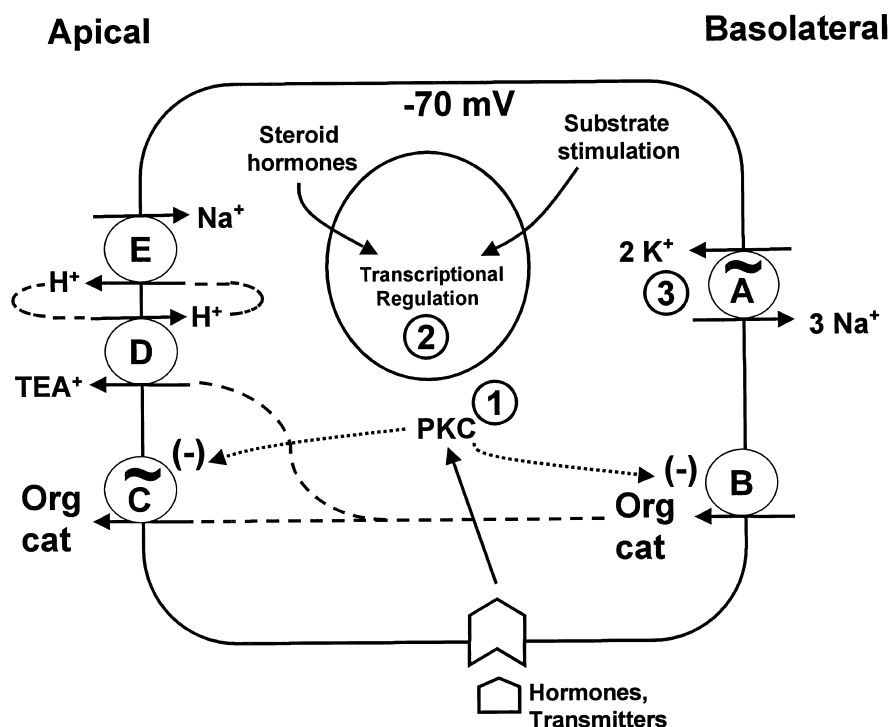 Apical
Basolateral
-70 mV
Steroid
hormones
Substrate
stimulation
Na⁺
E
H⁺
H⁺
D
TEA⁺
Transcriptional
Regulation
2
2 K⁺
3
~
A
3 Na⁺
1
PKC
(-)
(-)
~
C
B
Org
cat
Org
cat
Hormones,
Transmitters